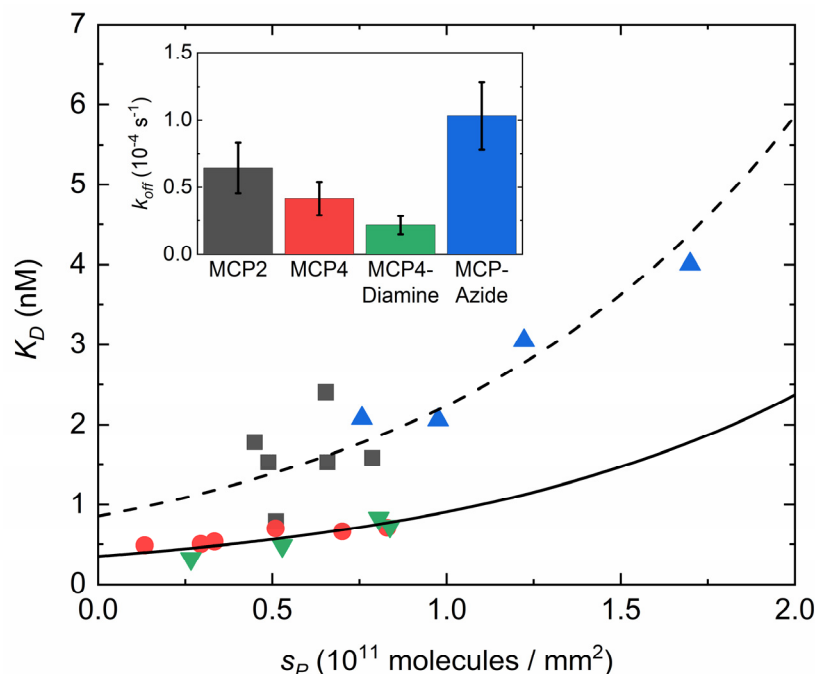 7
6
5
4
3
2
1
0
K_D (nM)
0.0 0.5 1.0 1.5 2.0
s_P (10^11 molecules / mm^2)
1.5
1.0
0.5
0.0
k_off (10^-4 s^-1)
MCP2 MCP4 MCP4- MCP-
Diamine Azide